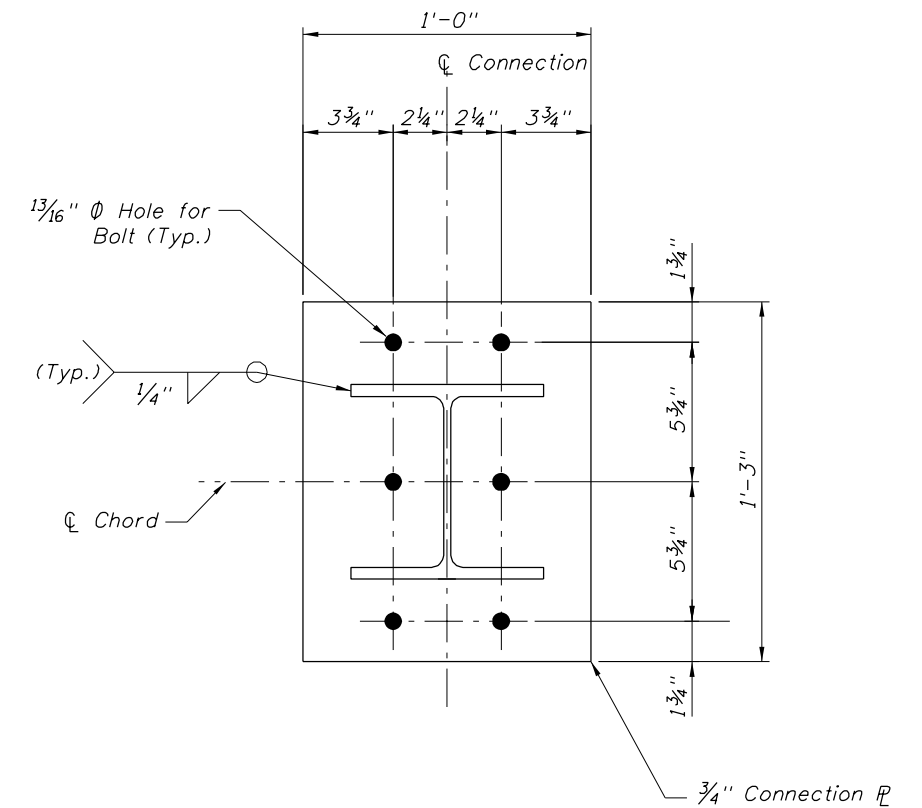 1'-0"
℄ Connection
3¾" 2¼" 2¼" 3¾"
13/16" Φ Hole for
Bolt (Typ.)
1¾"
(Typ.)
1/4"
5¾"
1'-3"
℄ Chord
5¾"
1¾"
¾" Connection ⅊